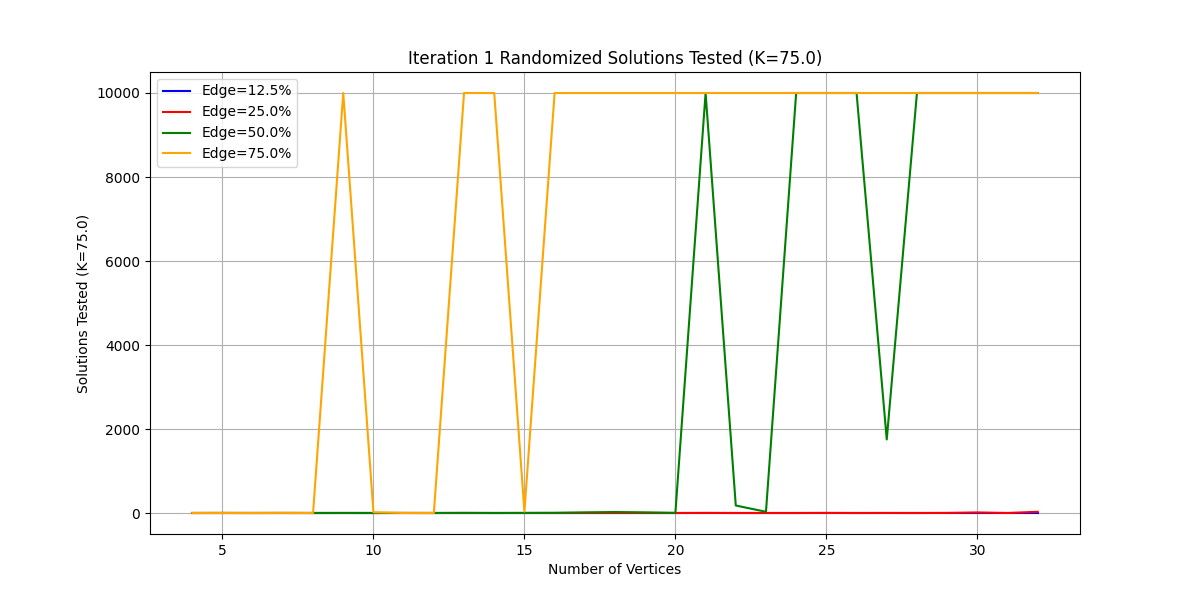 Iteration 1 Randomized Solutions Tested (K=75.0)
Edge=12.5%
Edge=25.0%
Edge=50.0%
Edge=75.0%
Solutions Tested (K=75.0)
10000
8000
6000
4000
2000
0
5 10 15 20 25 30
Number of Vertices